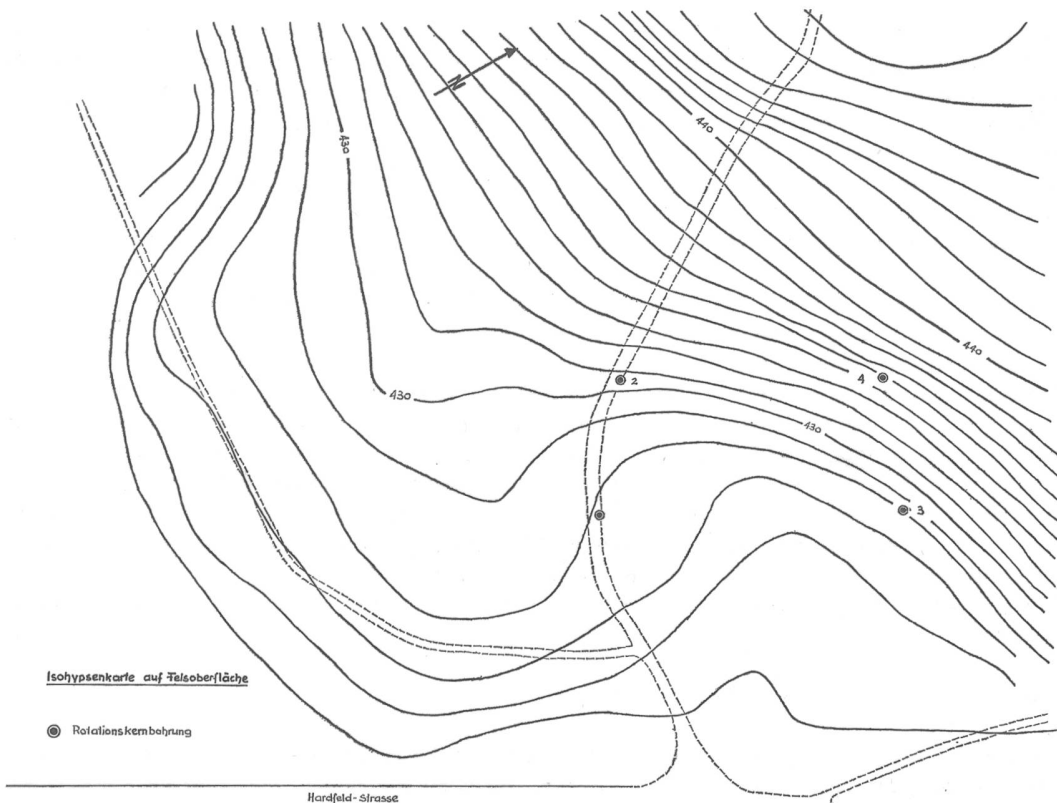 N
440
430
440
4
2
430
430
3
Isohypsenkarte auf Felsoberfläche
Rotationskernbohrung
Hardfeld-Strasse